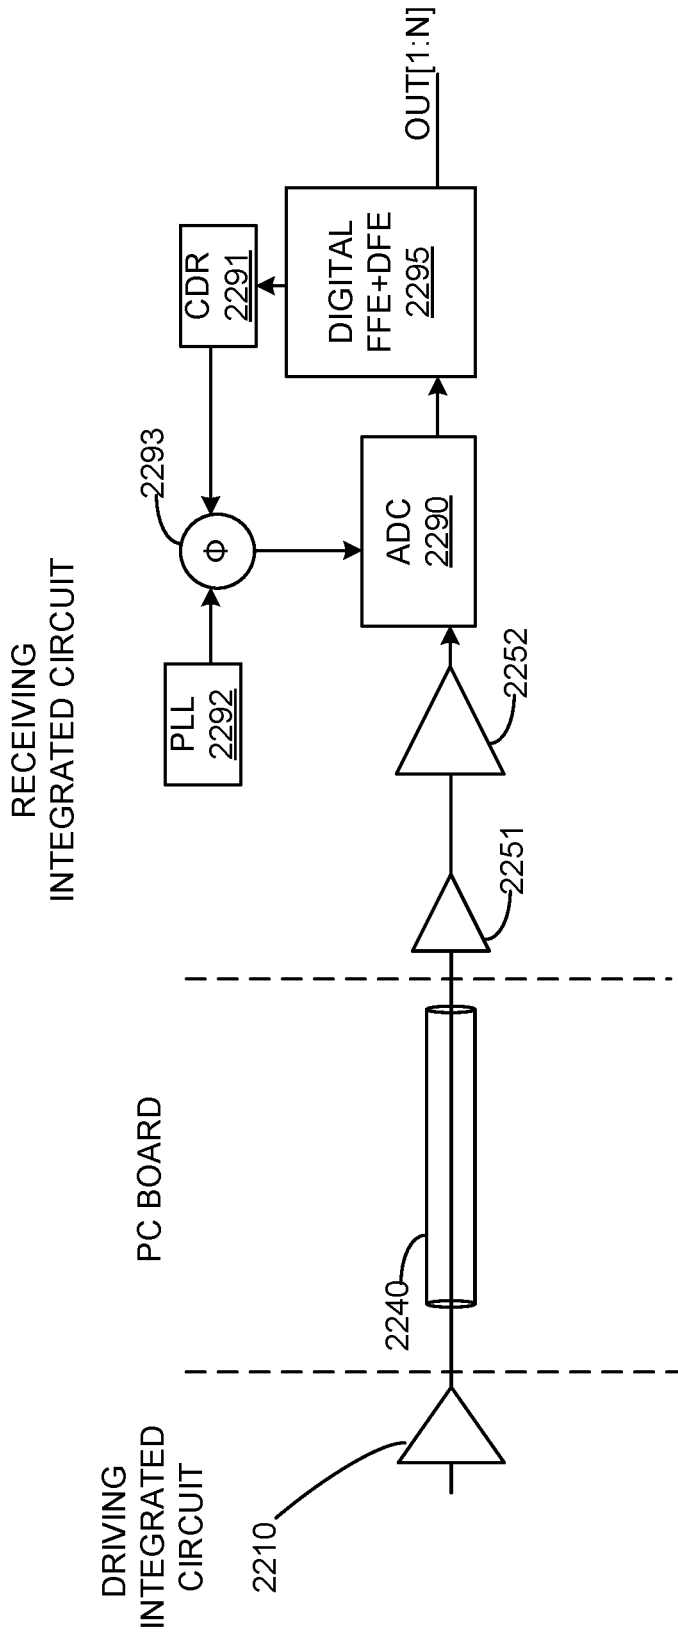 DRIVING
INTEGRATED
CIRCUIT
2210
PC BOARD
2240
RECEIVING
INTEGRATED CIRCUIT
2251
2252
PLL
2292
2293
Φ
CDR
2291
ADC
2290
DIGITAL
FFE+DFE
2295
OUT[1:N]